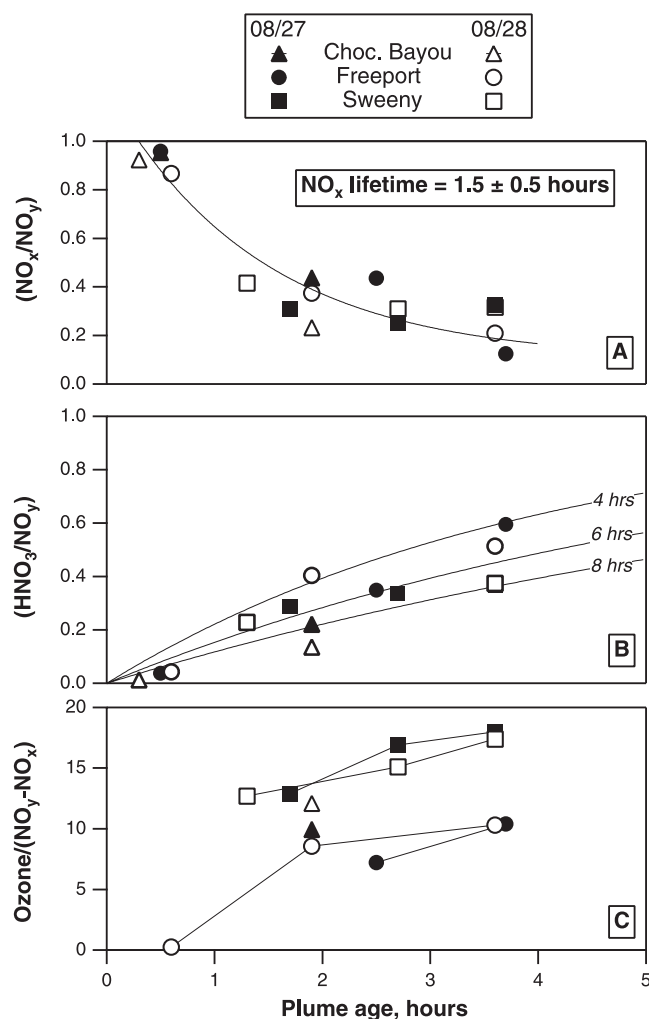 08/27 08/28
Choc. Bayou
Freeport
Sweeny
1.0
0.8
0.6
0.4
0.2
0.0
(NOx/NOy)
NOx lifetime = 1.5 ± 0.5 hours
A
1.0
0.8
0.6
0.4
0.2
0.0
(HNO3/NOy)
4 hrs
6 hrs
8 hrs
B
20
15
10
5
0
Ozone/(NOy-NOx)
C
0 1 2 3 4 5
Plume age, hours